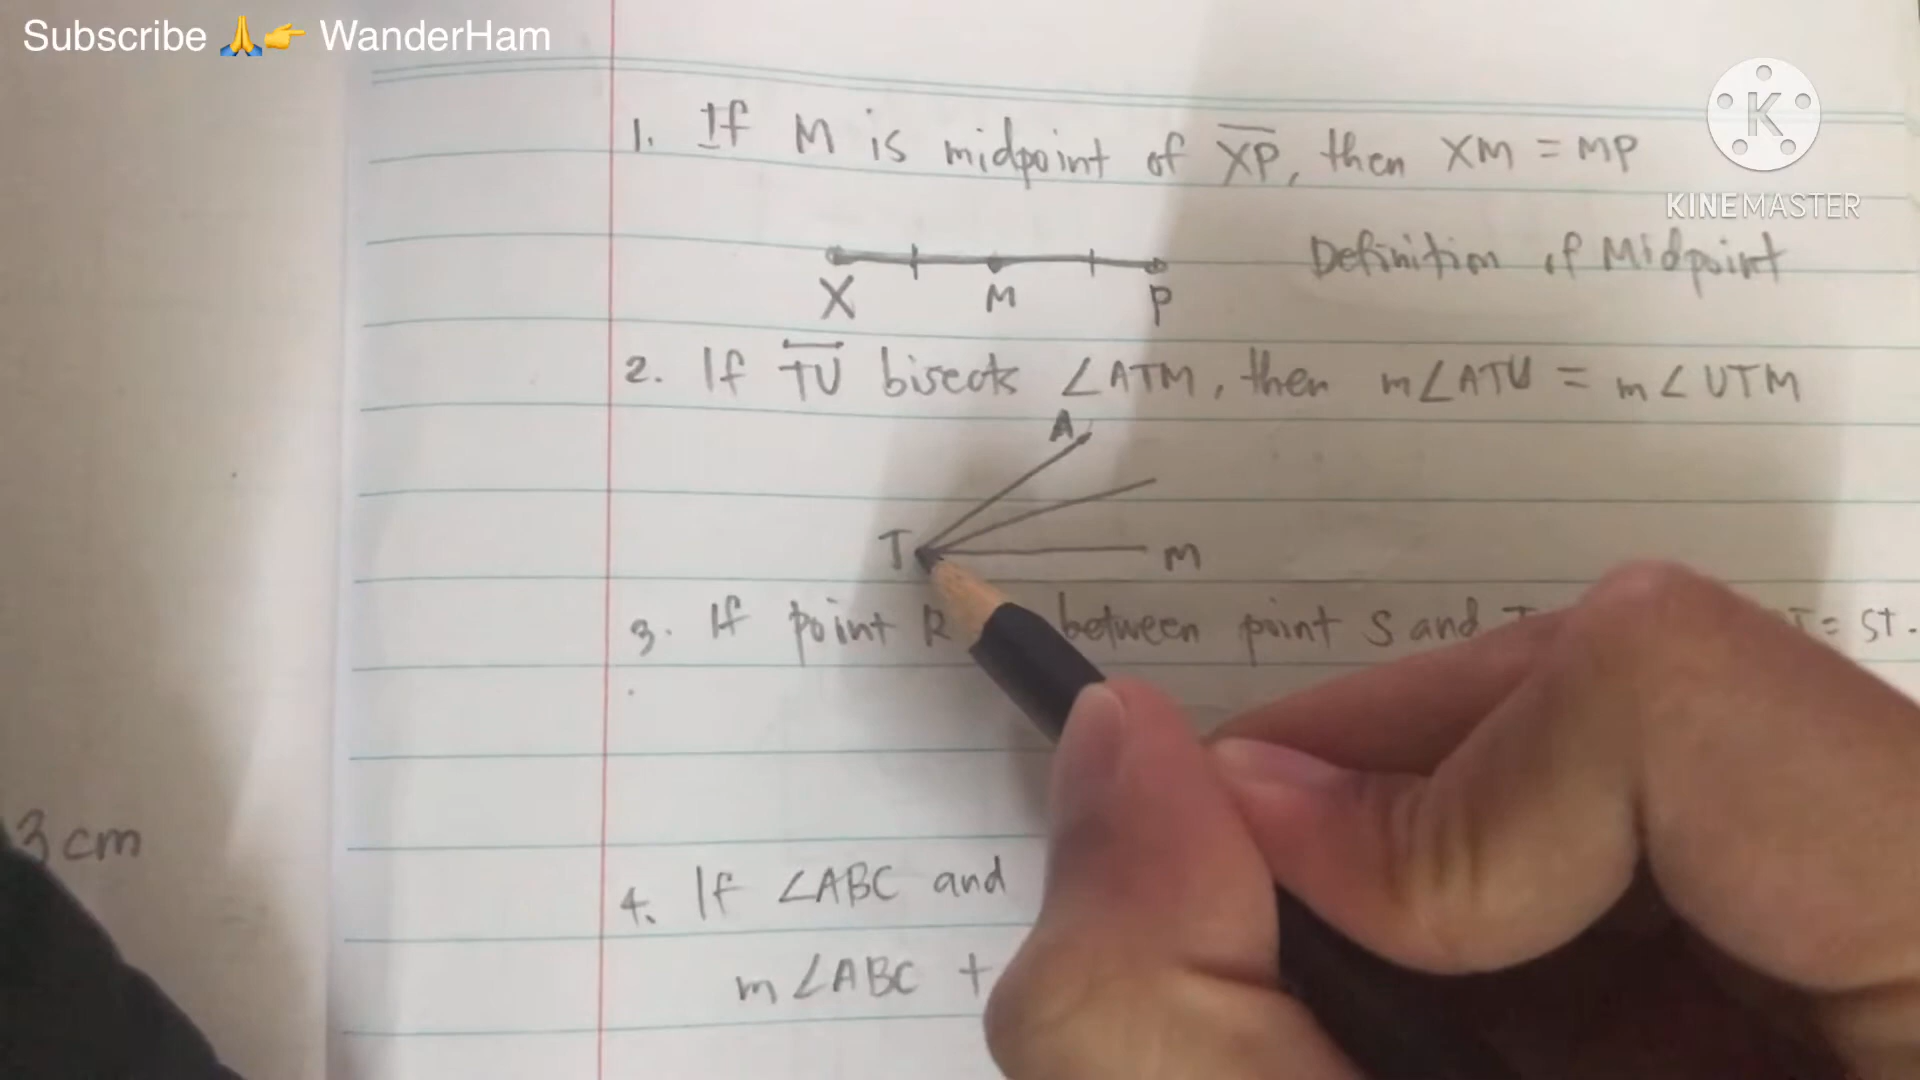 Subscribe 🙏👉 WanderHam
KINEMASTER
1. If M is midpoint of XP, then XM = MP
X M P
Definition of Midpoint
2. If TU bisects ∠ATM, then m∠ATU = m∠UTM
A
T M
3. If point R between point S and T = ST.
3 cm
4. If ∠ABC and
m∠ABC +